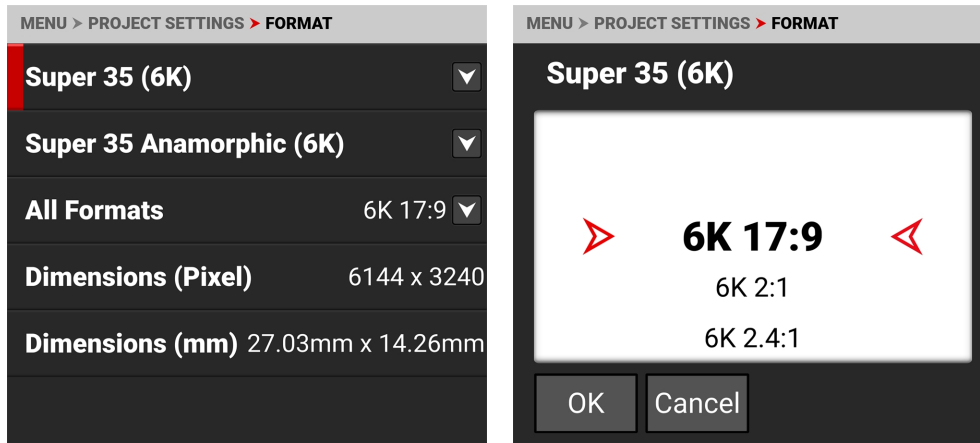 MENU > PROJECT SETTINGS > FORMAT
Super 35 (6K)
Super 35 Anamorphic (6K)
All Formats 6K 17:9
Dimensions (Pixel) 6144 x 3240
Dimensions (mm) 27.03mm x 14.26mm
MENU > PROJECT SETTINGS > FORMAT
Super 35 (6K)
6K 17:9
6K 2:1
6K 2.4:1
OK Cancel